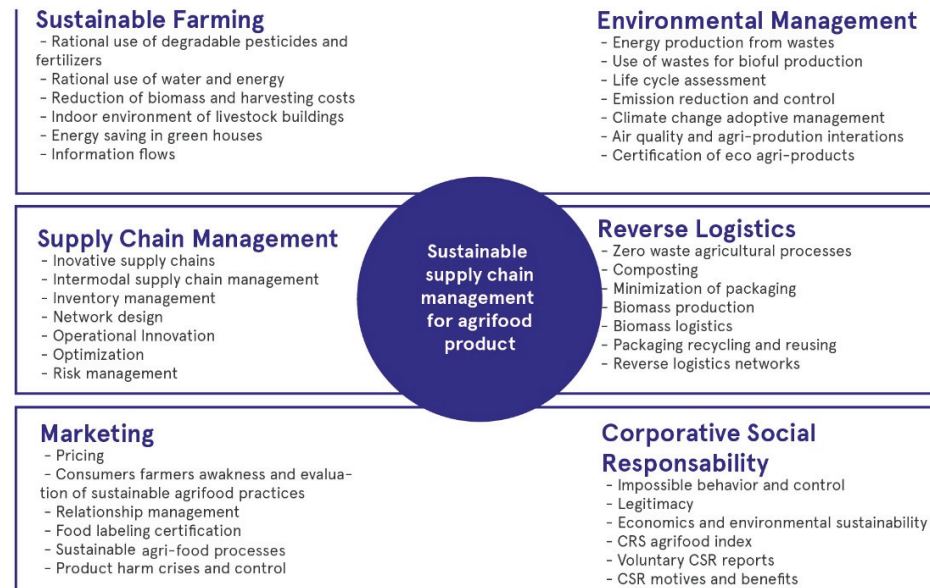 Sustainable Farming
- Rational use of degradable pesticides and
fertilizers
- Rational use of water and energy
- Reduction of biomass and harvesting costs
- Indoor environment of livestock buildings
- Energy saving in green houses
- Information flows
Environmental Management
- Energy production from wastes
- Use of wastes for bioful production
- Life cycle assessment
- Emission reduction and control
- Climate change adoptive management
- Air quality and agri-prodution interations
- Certification of eco agri-products
Supply Chain Management
- Inovative supply chains
- Intermodal supply chain management
- Inventory management
- Network design
- Operational Innovation
- Optimization
- Risk management
Sustainable
supply chain
management
for agrifood
product
Reverse Logistics
- Zero waste agricultural processes
- Composting
- Minimization of packaging
- Biomass production
- Biomass logistics
- Packaging recycling and reusing
- Reverse logistics networks
Marketing
- Pricing
- Consumers farmers awakness and evalua-
tion of sustainable agrifood practices
- Relationship management
- Food labeling certification
- Sustainable agri-food processes
- Product harm crises and control
Corporative Social
Responsability
- Impossible behavior and control
- Legitimacy
- Economics and environmental sustainability
- CRS agrifood index
- Voluntary CSR reports
- CSR motives and benefits